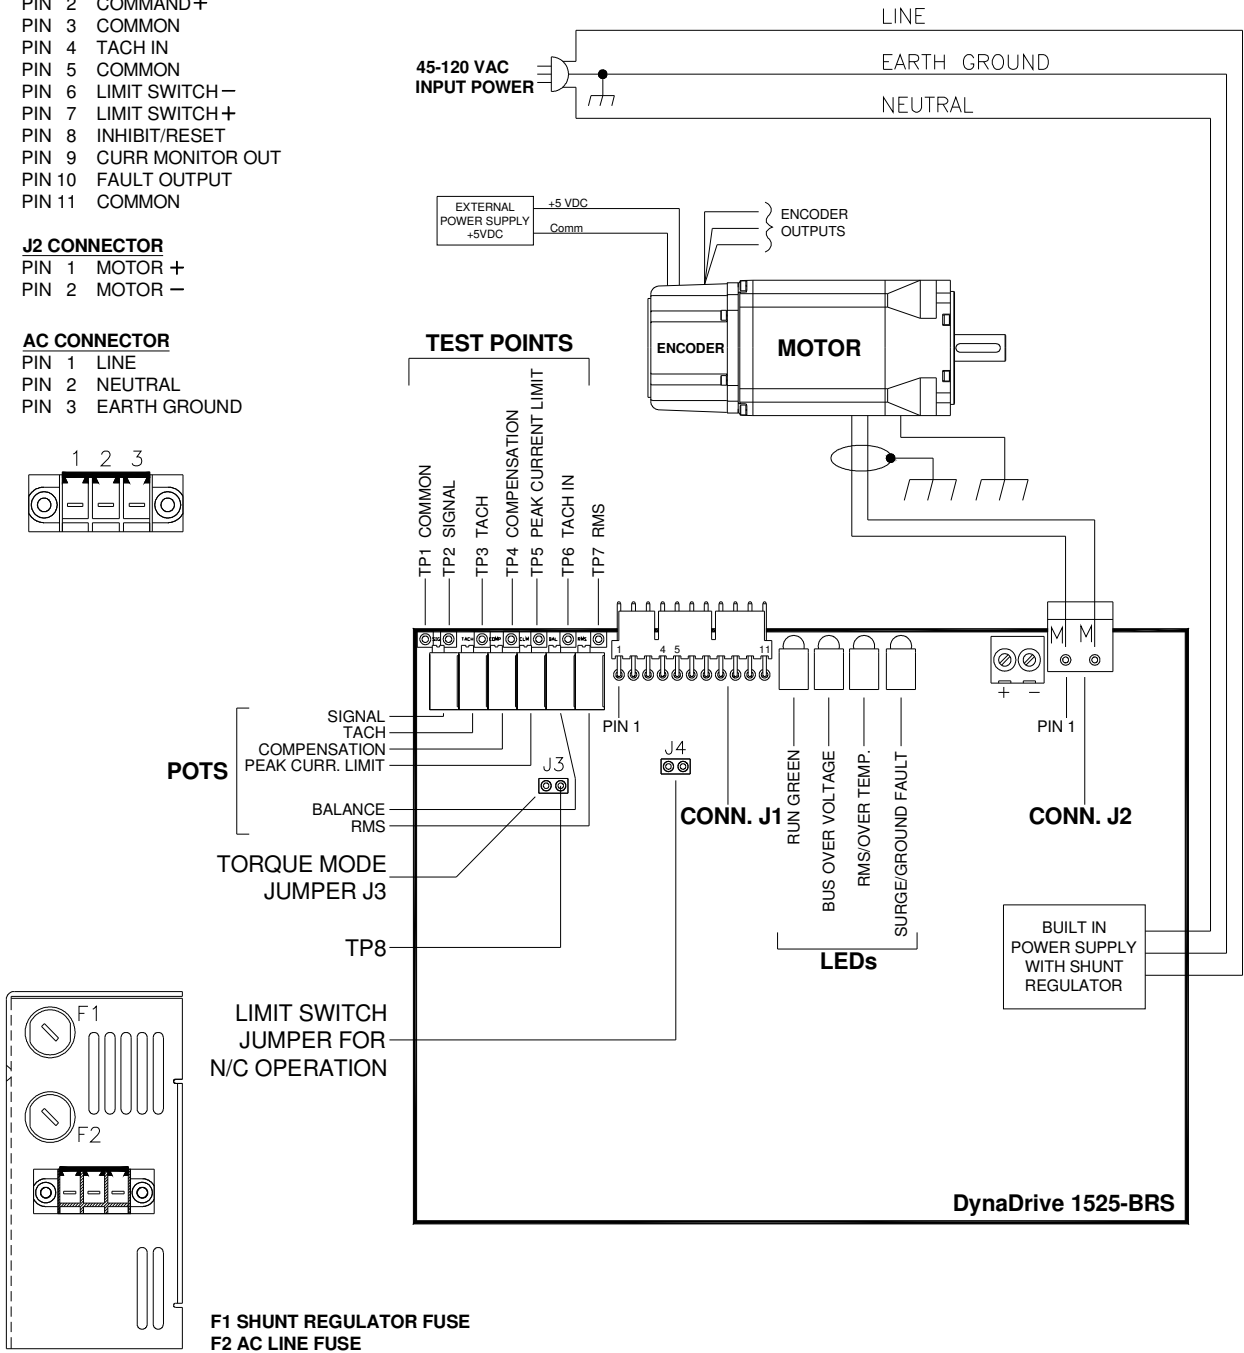 PIN 2 COMMAND+
PIN 3 COMMON
PIN 4 TACH IN
PIN 5 COMMON
PIN 6 LIMIT SWITCH−
PIN 7 LIMIT SWITCH+
PIN 8 INHIBIT/RESET
PIN 9 CURR MONITOR OUT
PIN 10 FAULT OUTPUT
PIN 11 COMMON
J2 CONNECTOR
PIN 1 MOTOR +
PIN 2 MOTOR −
AC CONNECTOR
PIN 1 LINE
PIN 2 NEUTRAL
PIN 3 EARTH GROUND
1 2 3
LINE
EARTH GROUND
NEUTRAL
45-120 VAC
INPUT POWER
EXTERNAL
POWER SUPPLY
+5VDC
+5 VDC
Comm
ENCODER
OUTPUTS
ENCODER
MOTOR
TEST POINTS
TP1 COMMON
TP2 SIGNAL
TP3 TACH
TP4 COMPENSATION
TP5 PEAK CURRENT LIMIT
TP6 TACH IN
TP7 RMS
SIG TACH COMP CLIM BAL RMS
1 4 5 11
M M
+ −
PIN 1
PIN 1
POTS
SIGNAL
TACH
COMPENSATION
PEAK CURR. LIMIT
BALANCE
RMS
J3
J4
CONN. J1
CONN. J2
RUN GREEN
BUS OVER VOLTAGE
RMS/OVER TEMP.
SURGE/GROUND FAULT
LEDs
TORQUE MODE
JUMPER J3
TP8
LIMIT SWITCH
JUMPER FOR
N/C OPERATION
BUILT IN
POWER SUPPLY
WITH SHUNT
REGULATOR
DynaDrive 1525-BRS
F1
F2
F1 SHUNT REGULATOR FUSE
F2 AC LINE FUSE